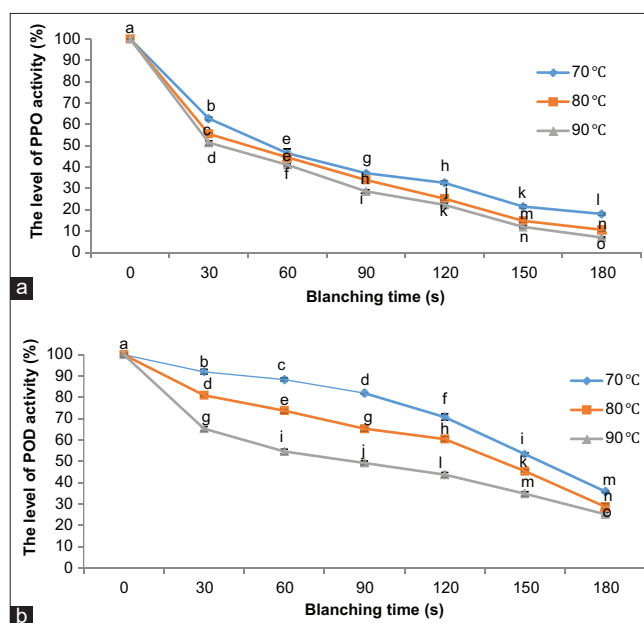 a
100
90
80
70
60
50
40
30
20
10
0
The level of PPO activity (%)
b
c
d
e
e
f
g
h
i
h
j
k
k
m
n
l
n
o
70℃
80℃
90℃
0 30 60 90 120 150 180
Blanching time (s)
a
a
100
90
80
70
60
50
40
30
20
10
0
The level of POD activity (%)
b
d
g
c
e
i
d
g
j
f
h
l
i
k
m
m
n
o
70℃
80℃
90℃
0 30 60 90 120 150 180
Blanching time (s)
b